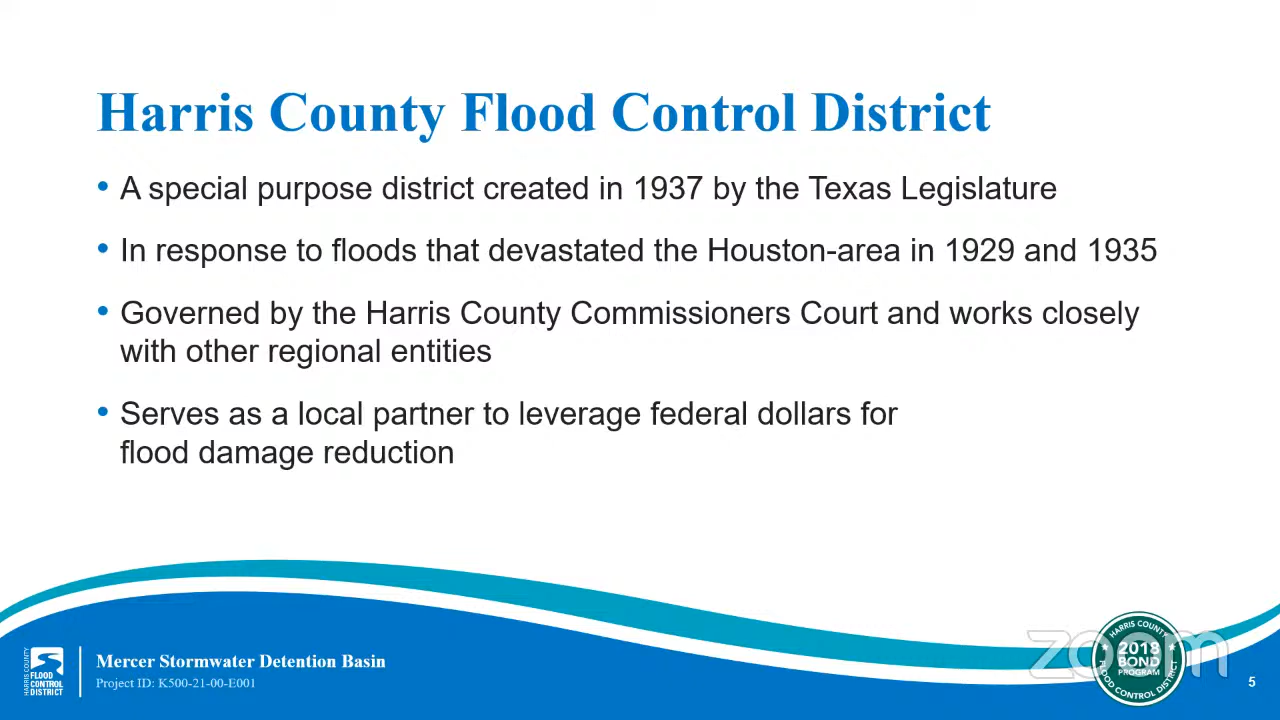 Harris County Flood Control District
• A special purpose district created in 1937 by the Texas Legislature
• In response to floods that devastated the Houston-area in 1929 and 1935
• Governed by the Harris County Commissioners Court and works closely
with other regional entities
• Serves as a local partner to leverage federal dollars for
flood damage reduction
HARRIS COUNTY
FLOOD
CONTROL
DISTRICT
Mercer Stormwater Detention Basin
Project ID: K500-21-00-E001
zoom
HARRIS COUNTY
2018
BOND
PROGRAM
FLOOD CONTROL DISTRICT
5